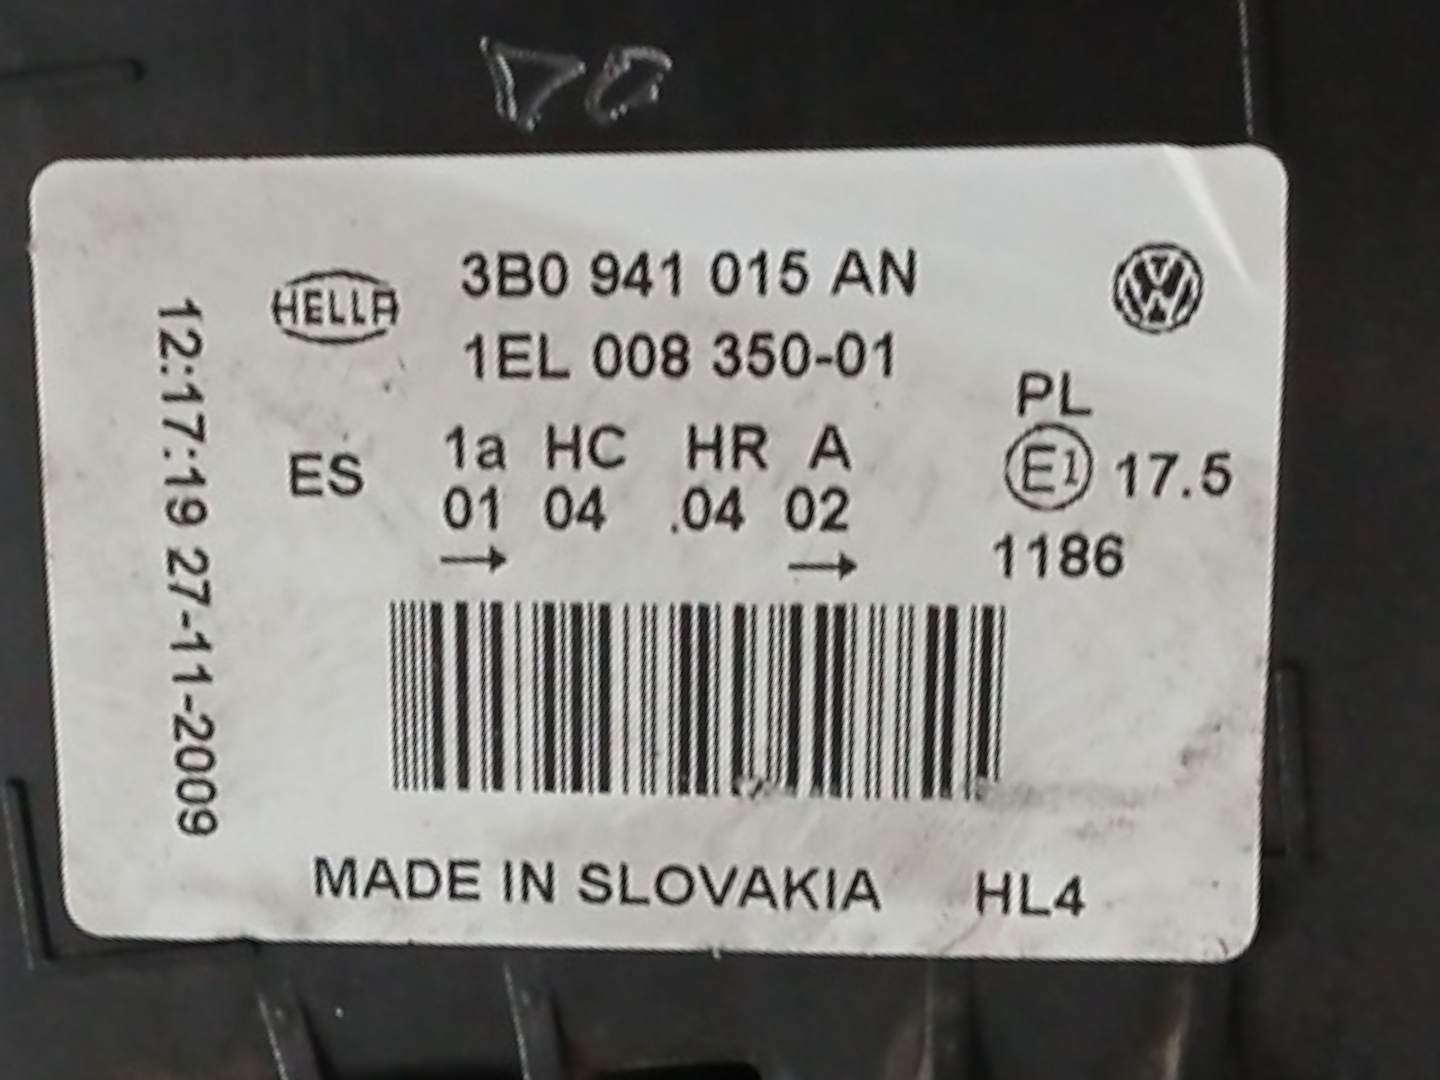 3B0 941 015 AN
HELLA
1EL 008 350-01
PL
1a HC HR A
ES
E1 17.5
01 04 .04 02
→ →
1186
12:17:19 27-11-2009
MADE IN SLOVAKIA HL4